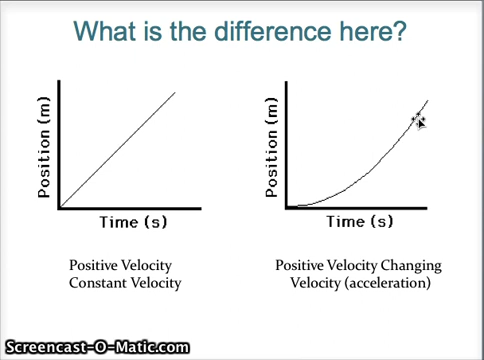 What is the difference here?
Position (m)
Time (s)
Positive Velocity
Constant Velocity
Position (m)
Time (s)
Positive Velocity Changing
Velocity (acceleration)
Screencast-O-Matic.com